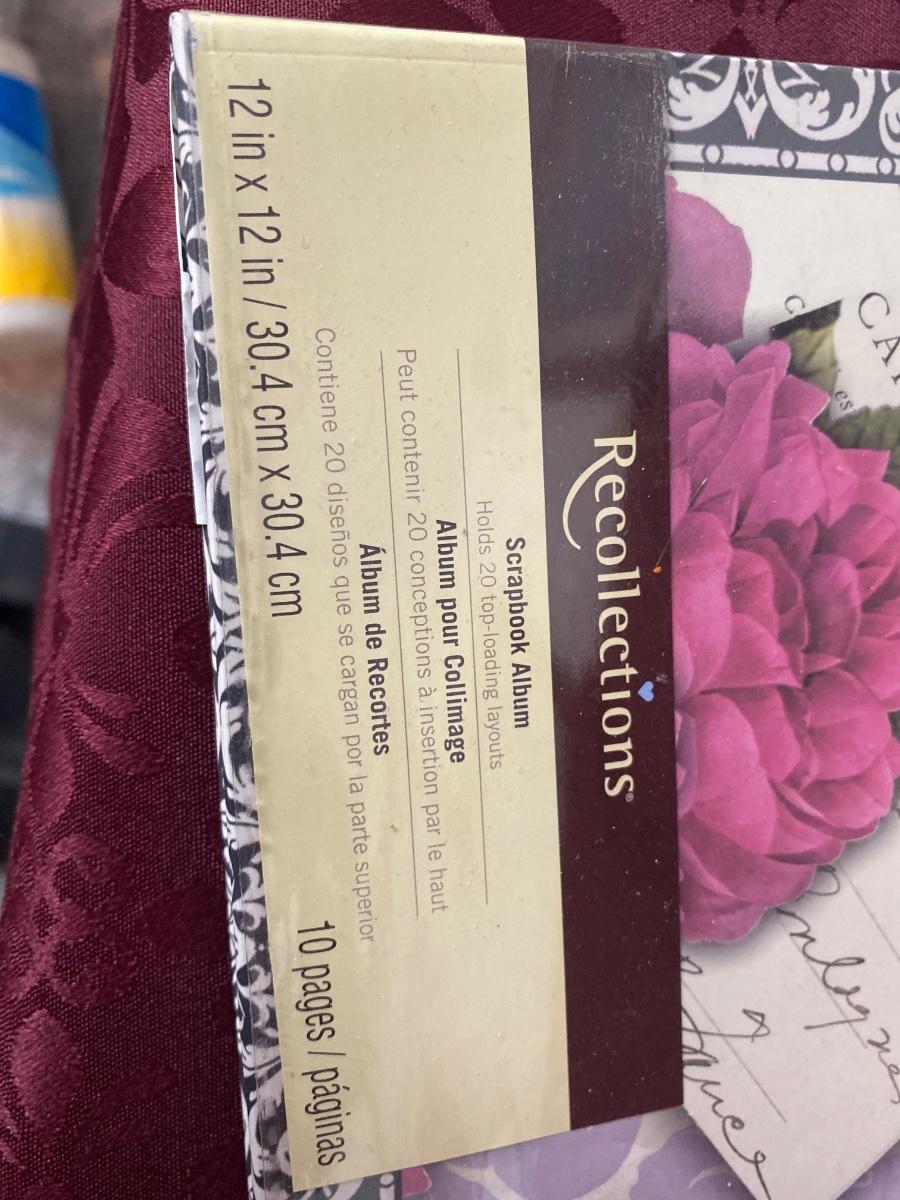 Recollections®
Scrapbook Album
Holds 20 top-loading layouts
Album pour Collimage
Peut contenir 20 conceptions à insertion par le haut
Álbum de Recortes
Contiene 20 diseños que se cargan por la parte superior
12 in x 12 in / 30.4 cm x 30.4 cm
10 pages / páginas
CA
es